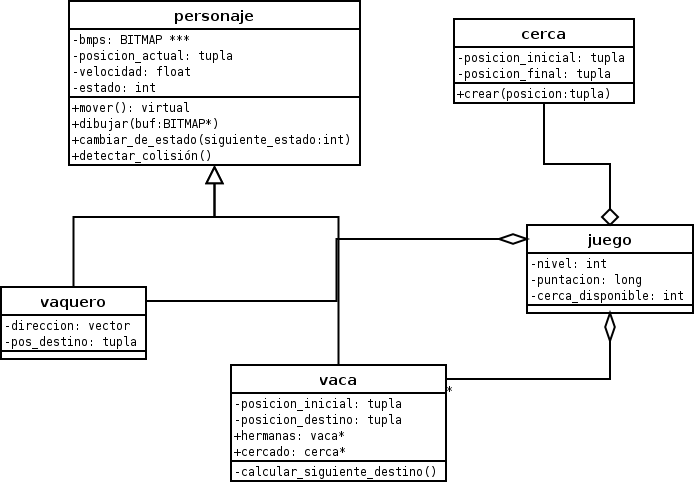 personaje
-bmps: BITMAP ***
-posicion_actual: tupla
-velocidad: float
-estado: int
+mover(): virtual
+dibujar(buf:BITMAP*)
+cambiar_de_estado(siguiente_estado:int)
+detectar_colisión()
cerca
-posicion_inicial: tupla
-posicion_final: tupla
+crear(posicion:tupla)
juego
-nivel: int
-puntacion: long
-cerca_disponible: int
vaquero
-direccion: vector
-pos_destino: tupla
vaca
-posicion_inicial: tupla
-posicion_destino: tupla
+hermanas: vaca*
+cercado: cerca*
-calcular_siguiente_destino()
*